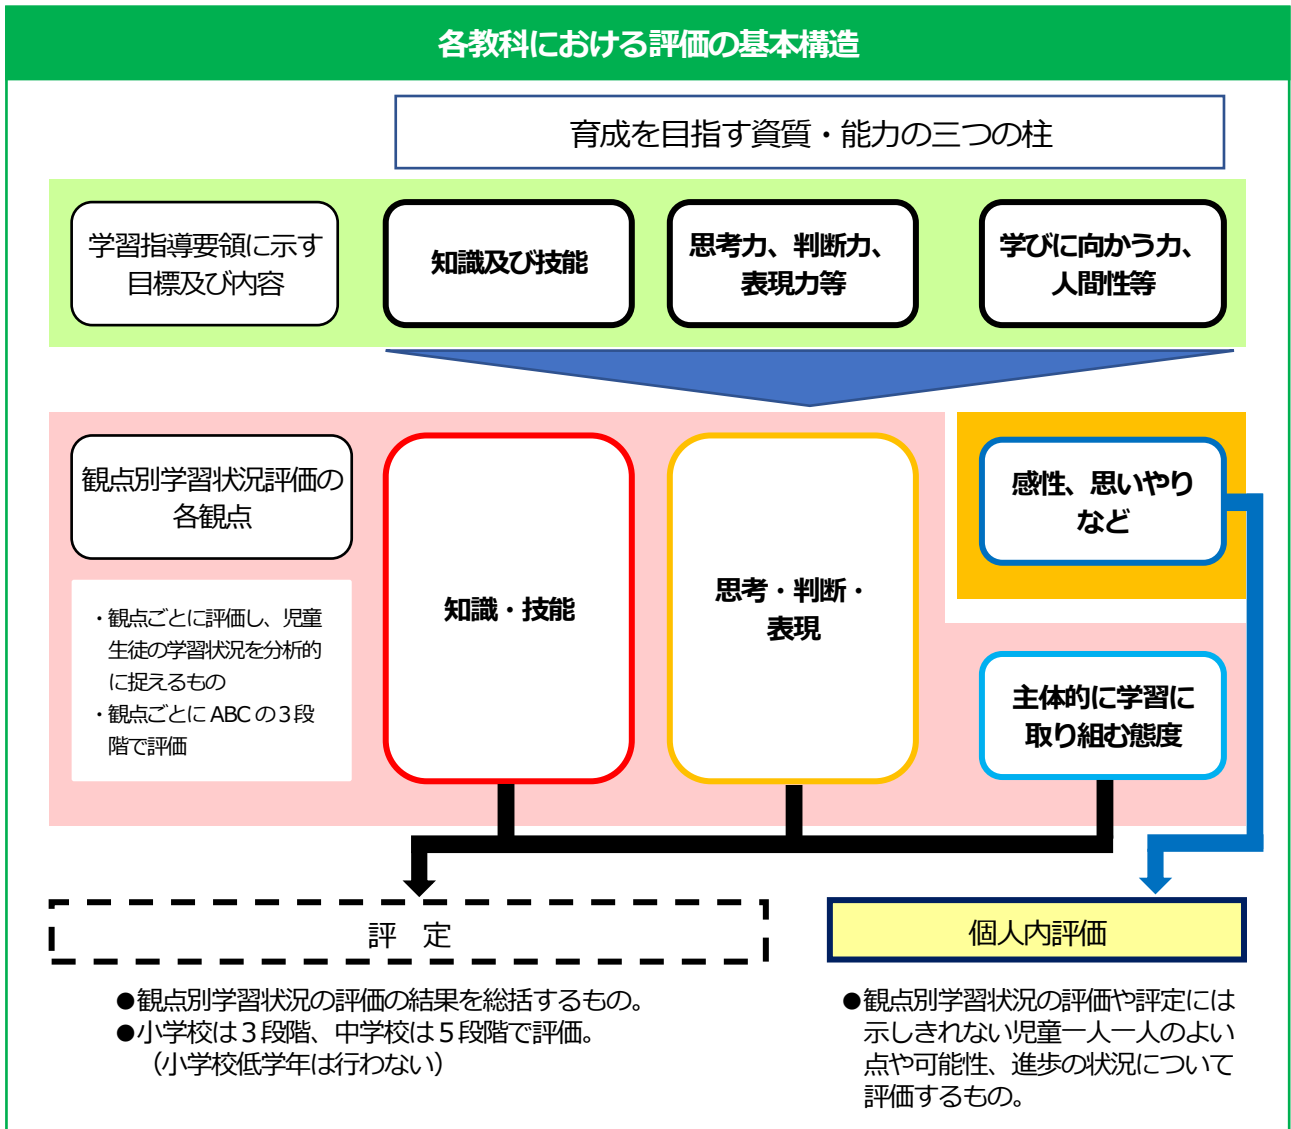 各教科における評価の基本構造
育成を目指す資質・能力の三つの柱
学習指導要領に示す
目標及び内容
知識及び技能
思考力、判断力、
表現力等
学びに向かう力、
人間性等
観点別学習状況評価の
各観点
・観点ごとに評価し、児童
生徒の学習状況を分析的
に捉えるもの
・観点ごとに ABC の３段
階で評価
知識・技能
思考・判断・
表現
感性、思いやり
など
主体的に学習に
取り組む態度
評　定
●観点別学習状況の評価の結果を総括するもの。
●小学校は３段階、中学校は５段階で評価。
（小学校低学年は行わない）
個人内評価
●観点別学習状況の評価や評定には
示しきれない児童一人一人のよい
点や可能性、進歩の状況について
評価するもの。